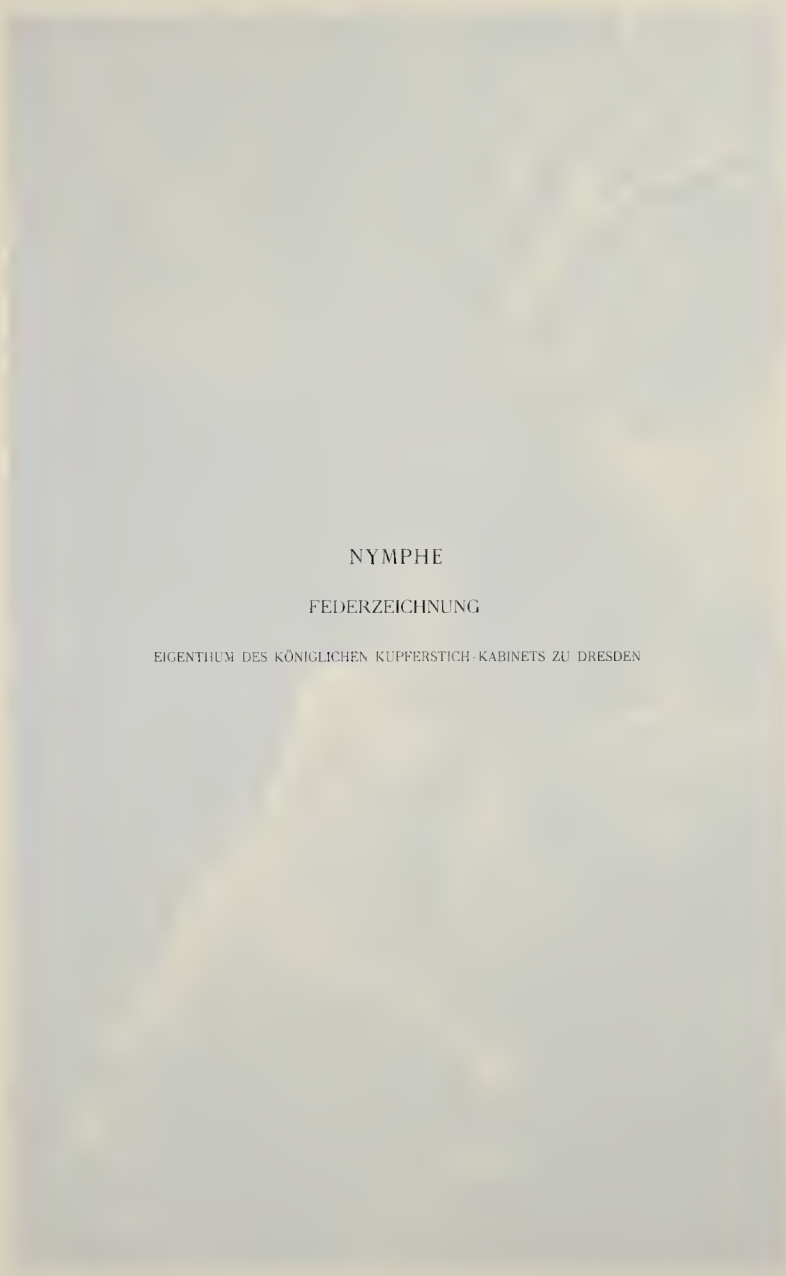 NYMPHE
FEDERZEICHNUNG
EIGENTHUM DES KÖNIGLICHEN KUPFERSTICH-KABINETS ZU DRESDEN